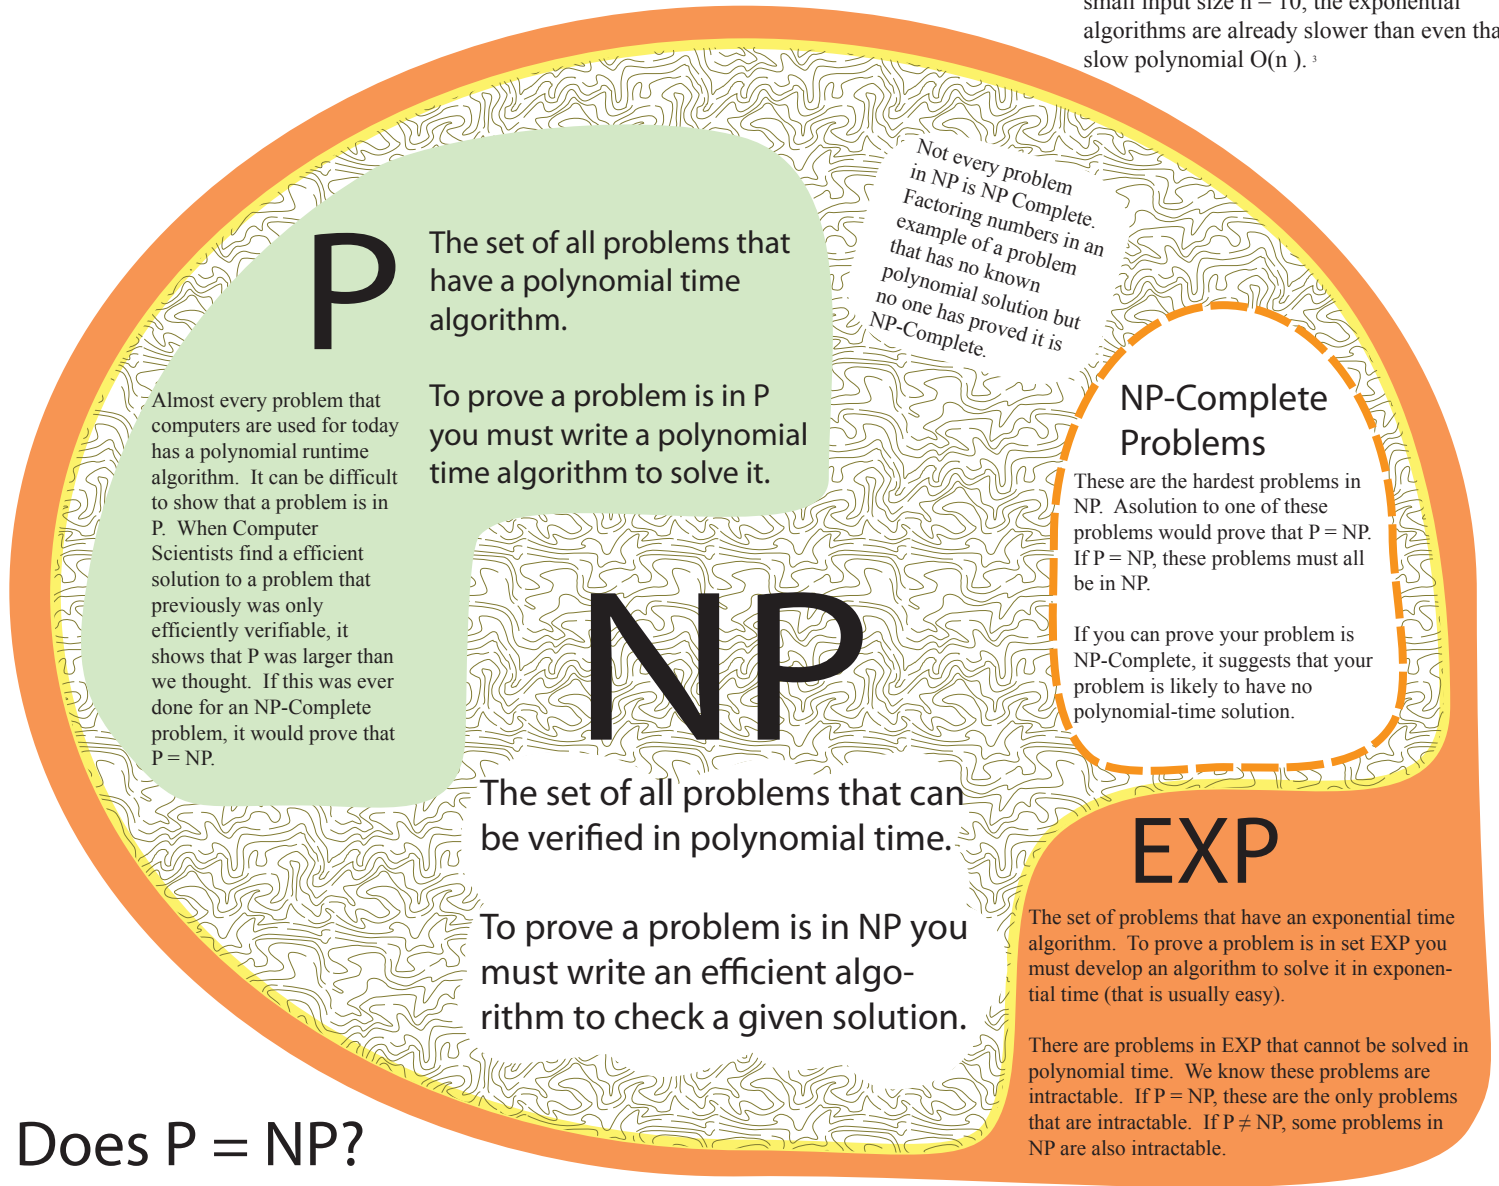 small input size n = 10, the exponential
algorithms are already slower than even
slow polynomial O(n ). 3
Not every problem
in NP is NP Complete.
Factoring numbers in an
example of a problem
that has no known
polynomial solution but
no one has proved it is
NP-Complete.
P
The set of all problems that
have a polynomial time
algorithm.
To prove a problem is in P
you must write a polynomial
time algorithm to solve it.
Almost every problem that
computers are used for today
has a polynomial runtime
algorithm.  It can be difficult
to show that a problem is in
P.  When Computer
Scientists find a efficient
solution to a problem that
previously was only
efficiently verifiable, it
shows that P was larger than
we thought.  If this was ever
done for an NP-Complete
problem, it would prove that
P = NP.
NP-Complete
Problems
These are the hardest problems in
NP.  Asolution to one of these
problems would prove that P = NP.
If P = NP, these problems must all
be in NP.
If you can prove your problem is
NP-Complete, it suggests that your
problem is likely to have no
polynomial-time solution.
NP
The set of all problems that can
be verified in polynomial time.
To prove a problem is in NP you
must write an efficient algo-
rithm to check a given solution.
EXP
The set of problems that have an exponential time
algorithm.  To prove a problem is in set EXP you
must develop an algorithm to solve it in exponen-
tial time (that is usually easy).
There are problems in EXP that cannot be solved in
polynomial time.  We know these problems are
intractable.  If P = NP, these are the only problems
that are intractable.  If P ≠ NP, some problems in
NP are also intractable.
Does P = NP?